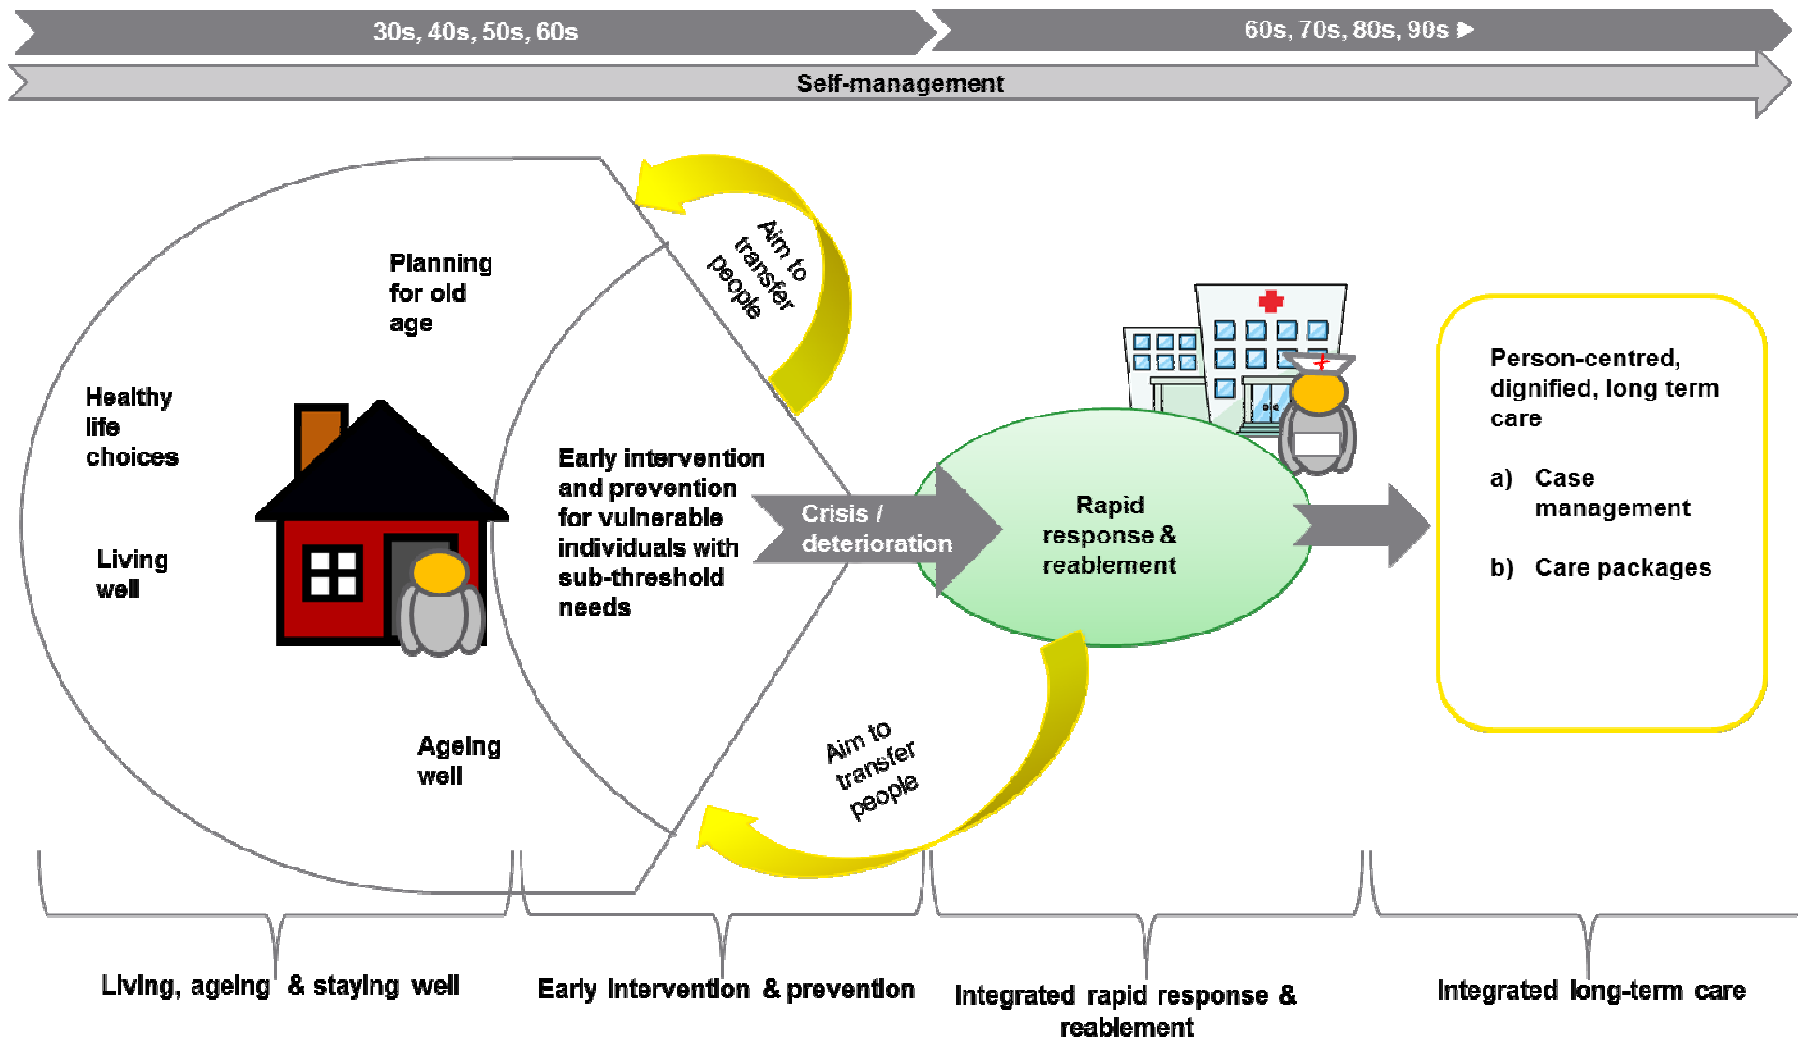 30s, 40s, 50s, 60s
60s, 70s, 80s, 90s ►
Self-management
Planning
for old
age
Healthy
life
choices
Living
well
Ageing
well
Aim to
transfer
people
Early intervention
and prevention
for vulnerable
individuals with
sub-threshold
needs
Crisis /
deterioration
Rapid
response &
reablement
Aim to
transfer
people
Person-centred,
dignified, long term
care
a) Case
management
b) Care packages
Living, ageing & staying well
Early intervention & prevention
Integrated rapid response &
reablement
Integrated long-term care